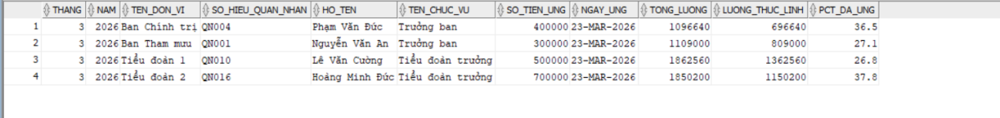 THANG NAM TEN_DON_VI SO_HIEU_QUAN_NHAN HO_TEN TEN_CHUC_VU SO_TIEN_UNG NGAY_UNG TONG_LUONG LUONG_THUC_LINH PCT_DA_UNG
1 3 2026 Ban Chính trị QN004 Phạm Văn Đức Trưởng ban 400000 23-MAR-2026 1096640 696640 36.5
2 3 2026 Ban Tham mưu QN001 Nguyễn Văn An Trưởng ban 300000 23-MAR-2026 1109000 809000 27.1
3 3 2026 Tiểu đoàn 1 QN010 Lê Văn Cường Tiểu đoàn trưởng 500000 23-MAR-2026 1862560 1362560 26.8
4 3 2026 Tiểu đoàn 2 QN016 Hoàng Minh Đức Tiểu đoàn trưởng 700000 23-MAR-2026 1850200 1150200 37.8